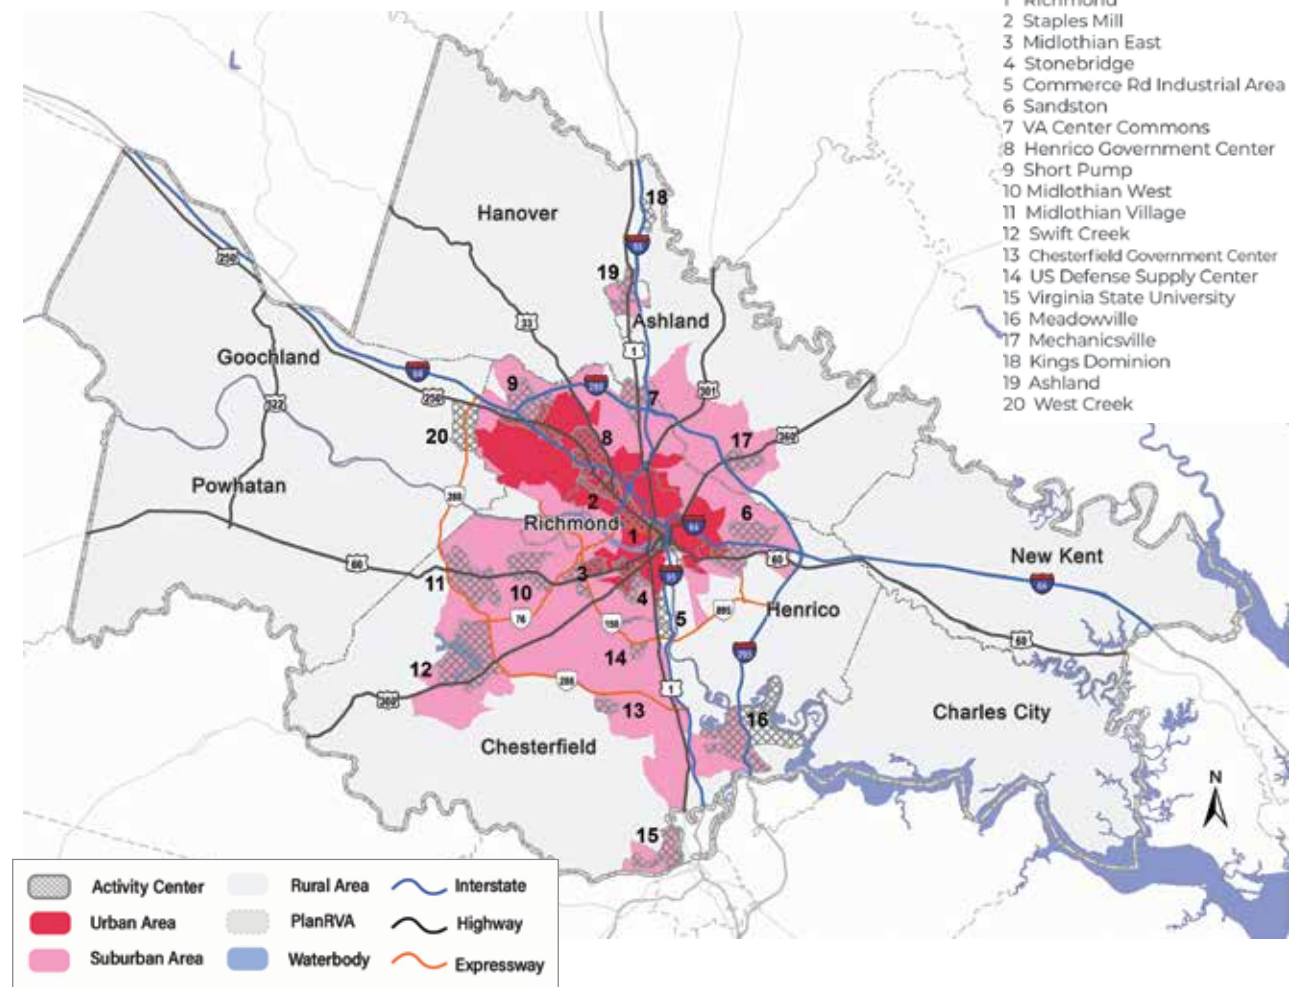 1 Richmond
2 Staples Mill
3 Midlothian East
4 Stonebridge
5 Commerce Rd Industrial Area
6 Sandston
7 VA Center Commons
8 Henrico Government Center
9 Short Pump
10 Midlothian West
11 Midlothian Village
12 Swift Creek
13 Chesterfield Government Center
14 US Defense Supply Center
15 Virginia State University
16 Meadowville
17 Mechanicsville
18 Kings Dominion
19 Ashland
20 West Creek
18
Hanover
95
250
19
33
Ashland
1
Goochland
64
295
301
9
7
250
522
20
8
17
360
Powhatan
288
2
Richmond
1
6
64
60
11
10
3
60
New Kent
95
64
4
76
150
5
895
Henrico
60
14
295
12
288
1
360
13
16
Charles City
Chesterfield
N
15
Activity Center
Rural Area
Interstate
Urban Area
PlanRVA
Highway
Suburban Area
Waterbody
Expressway